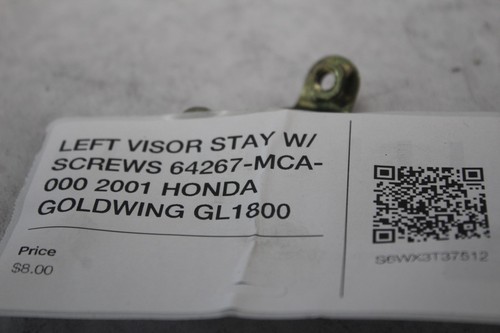 LEFT VISOR STAY W/
SCREWS 64267-MCA-
000 2001 HONDA
GOLDWING GL1800
Price
$8.00
S6WX3T37512